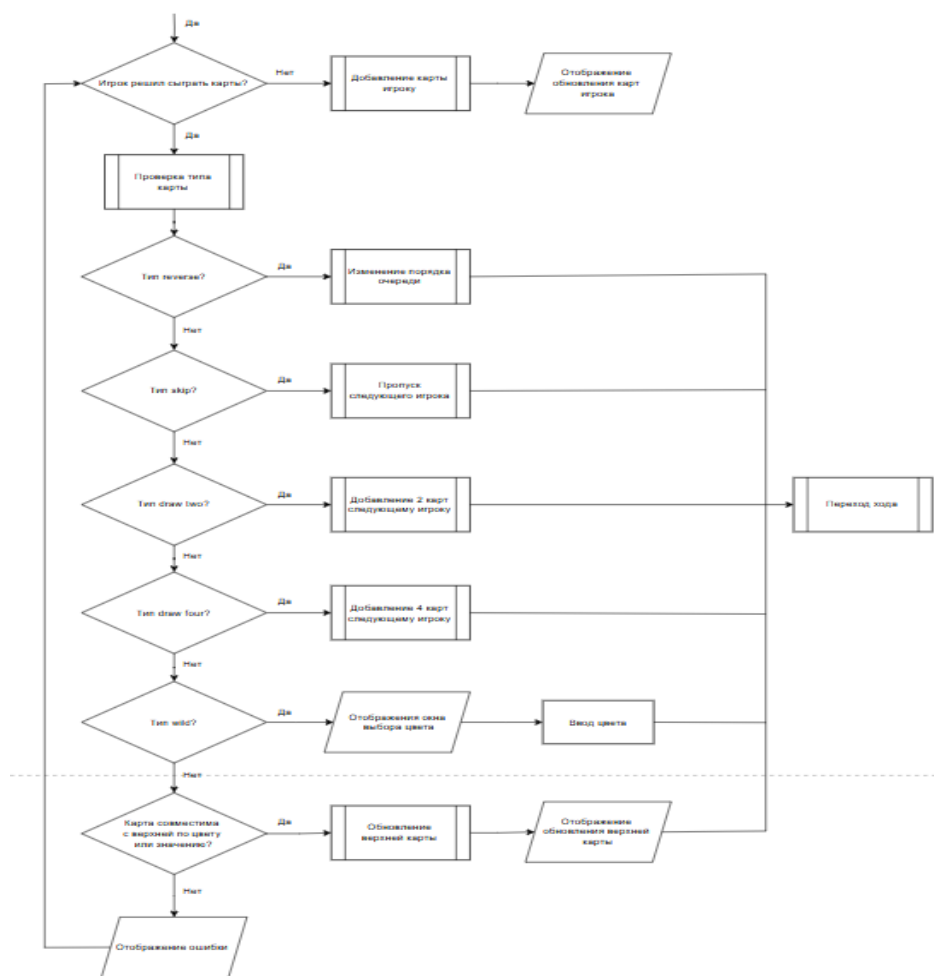 Да
Игрок решил сыграть карты?
Нет
Добавление карты
игроку
Отображение
обновления карт
игрока
Да
Проверка типа
карты
Тип reverse?
Да
Изменение порядка
очереди
Нет
Тип skip?
Да
Пропуск
следующего игрока
Нет
Тип draw two?
Да
Добавление 2 карт
следующему игроку
Переход хода
Нет
Тип draw four?
Да
Добавление 4 карт
следующему игроку
Нет
Тип wild?
Да
Отображения окна
выбора цвета
Ввод цвета
Нет
Карта совместима
с верхней по цвету
или значению?
Да
Обновление
верхней карты
Отображение
обновления верхней
карты
Нет
Отображение ошибки